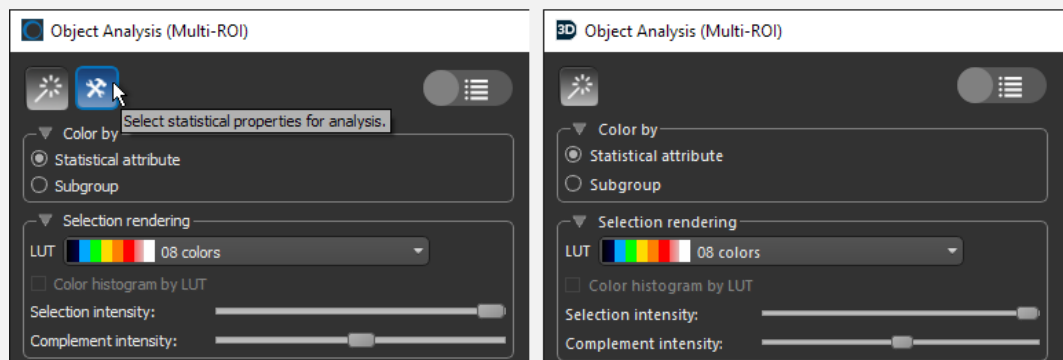 Object Analysis (Multi-ROI)
Select statistical properties for analysis.
Color by
Statistical attribute
Subgroup
Selection rendering
LUT 08 colors
Color histogram by LUT
Selection intensity:
Complement intensity:
3D Object Analysis (Multi-ROI)
Color by
Statistical attribute
Subgroup
Selection rendering
LUT 08 colors
Color histogram by LUT
Selection intensity:
Complement intensity: